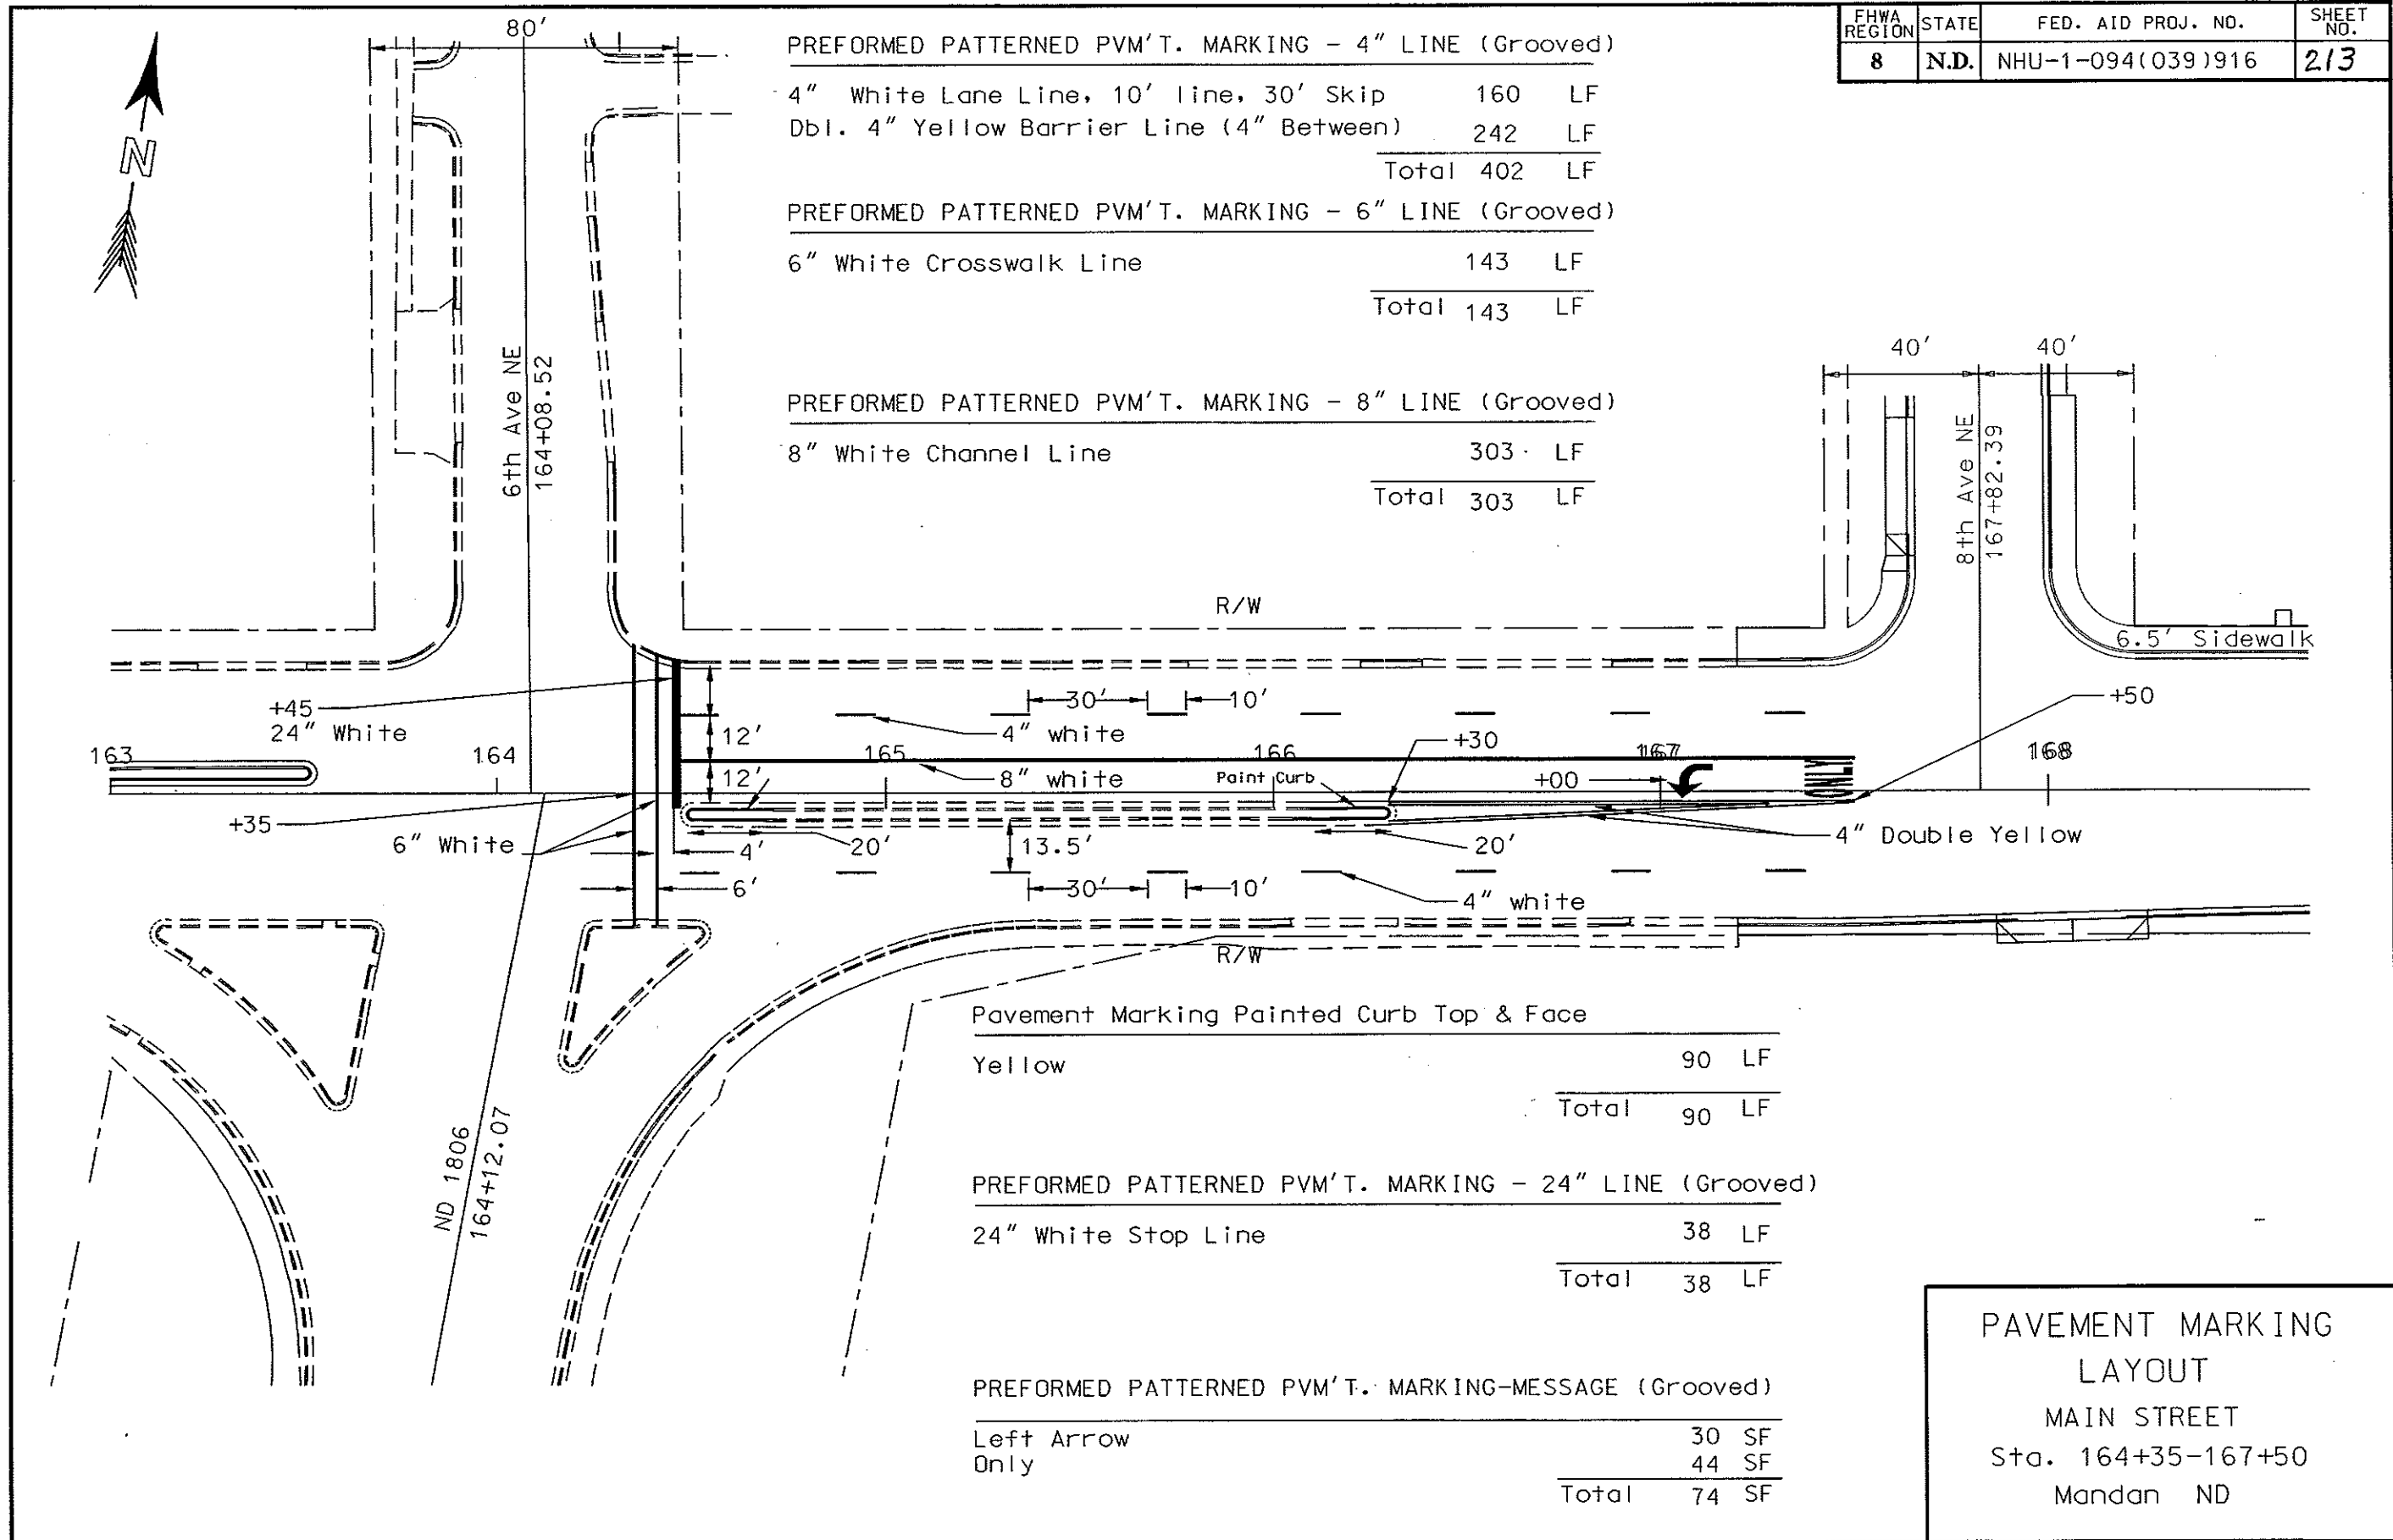 FHWA REGION STATE FED. AID PROJ. NO. SHEET NO.
8 N.D. NHU-1-094(039)916 213
80'
PREFORMED PATTERNED PVM'T. MARKING - 4" LINE (Grooved)
4" White Lane Line, 10' line, 30' Skip 160 LF
Dbl. 4" Yellow Barrier Line (4" Between) 242 LF
Total 402 LF
PREFORMED PATTERNED PVM'T. MARKING - 6" LINE (Grooved)
6" White Crosswalk Line 143 LF
Total 143 LF
PREFORMED PATTERNED PVM'T. MARKING - 8" LINE (Grooved)
8" White Channel Line 303 LF
Total 303 LF
N
6th Ave NE
164+08.52
40' 40'
8th Ave NE
167+82.39
R/W
6.5' Sidewalk
+45
24" White
30' 10'
4" white
+50
12'
163 164 165 166 167 168
+30
12'
8" white
Paint Curb
+00
ONLY
+35
6" White
4'
20'
13.5'
20'
4" Double Yellow
6'
30' 10'
4" white
R/W
ND 1806
164+12.07
Pavement Marking Painted Curb Top & Face
Yellow 90 LF
Total 90 LF
PREFORMED PATTERNED PVM'T. MARKING - 24" LINE (Grooved)
24" White Stop Line 38 LF
Total 38 LF
PREFORMED PATTERNED PVM'T. MARKING-MESSAGE (Grooved)
Left Arrow 30 SF
Only 44 SF
Total 74 SF
PAVEMENT MARKING
LAYOUT
MAIN STREET
Sta. 164+35-167+50
Mandan ND